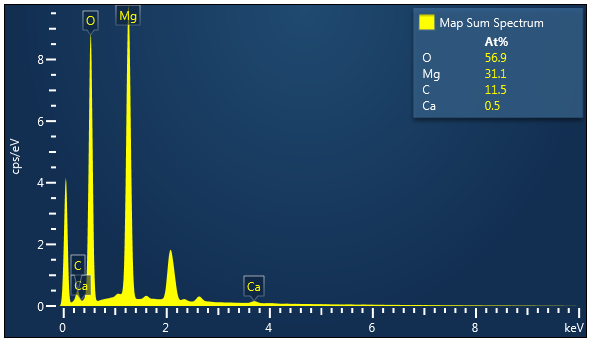 Map Sum Spectrum
At%
O 56.9
Mg 31.1
C 11.5
Ca 0.5
O
Mg
C
Ca
Ca
cps/eV
8
6
4
2
0
0 2 4 6 8 keV